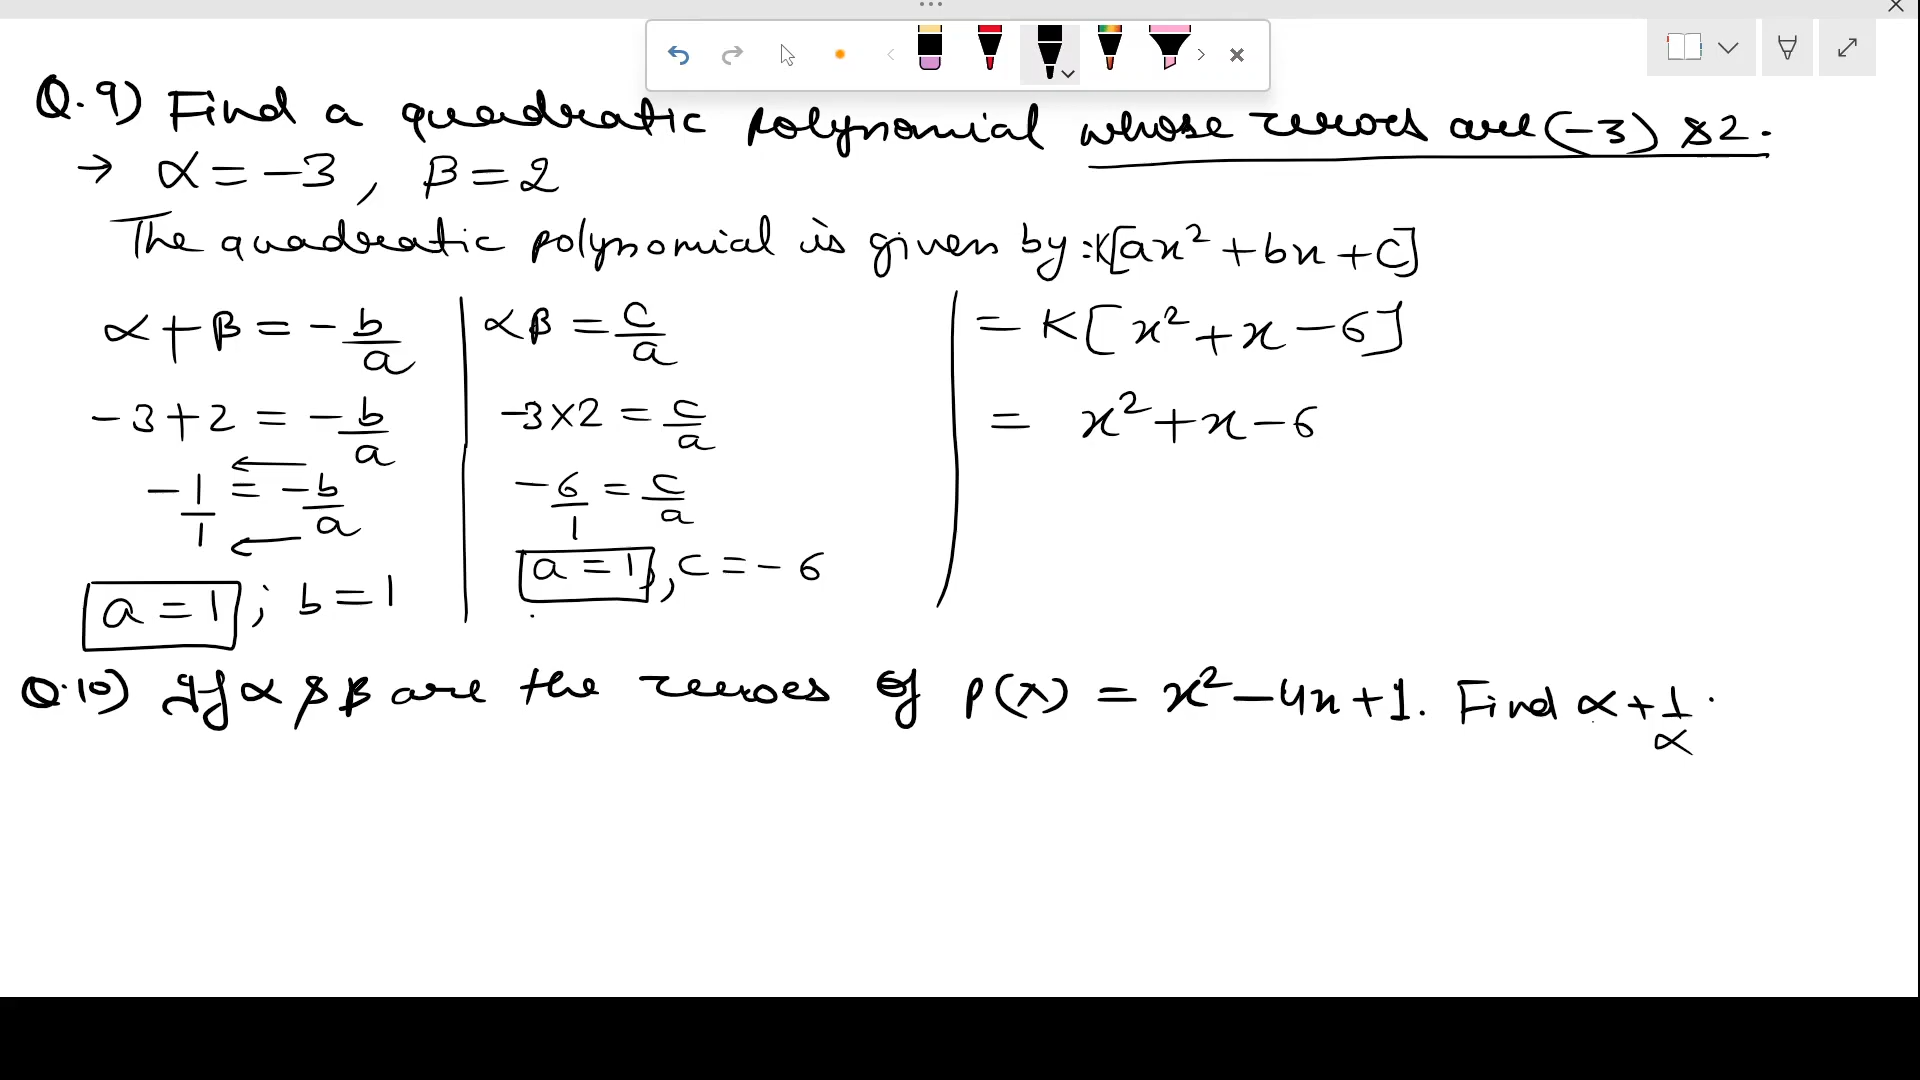 Q.9) Find a quadratic polynomial whose zeroes are (-3) & 2.
→ α = -3, β = 2
The quadratic polynomial is given by: K[ax² + bx + c]
α + β = -b/a
-3 + 2 = -b/a
-1/1 = -b/a
a = 1 ; b = 1
αβ = c/a
-3 × 2 = c/a
-6/1 = c/a
a = 1, c = -6
= K[x² + x - 6]
= x² + x - 6
Q.10) If α & β are the zeroes of p(x) = x² - 4x + 1. Find α + 1/α.